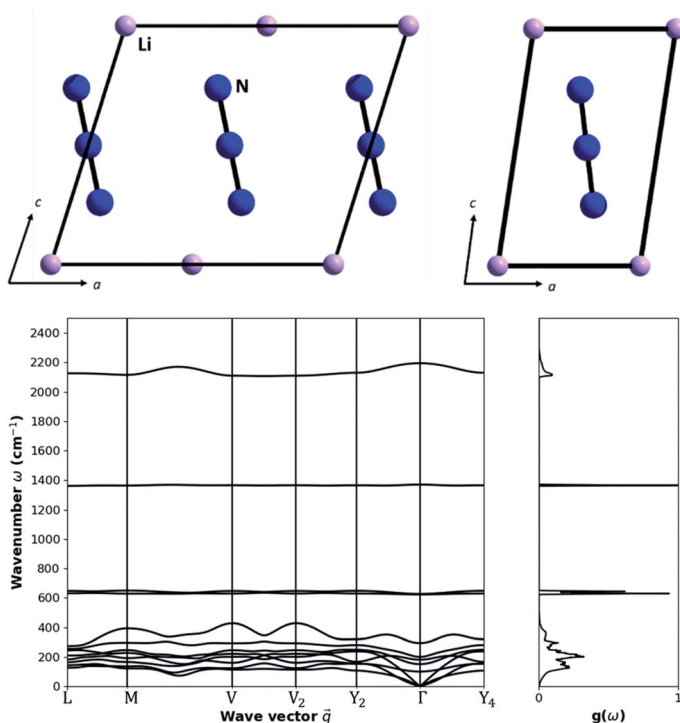 Li
N
c
a
c
a
2400
2200
2000
1800
1600
1400
1200
1000
800
600
400
200
0
Wavenumber ω (cm⁻¹)
L M V V₂ Y₂ Γ Y₄
Wave vector q⃗
0 1
g(ω)